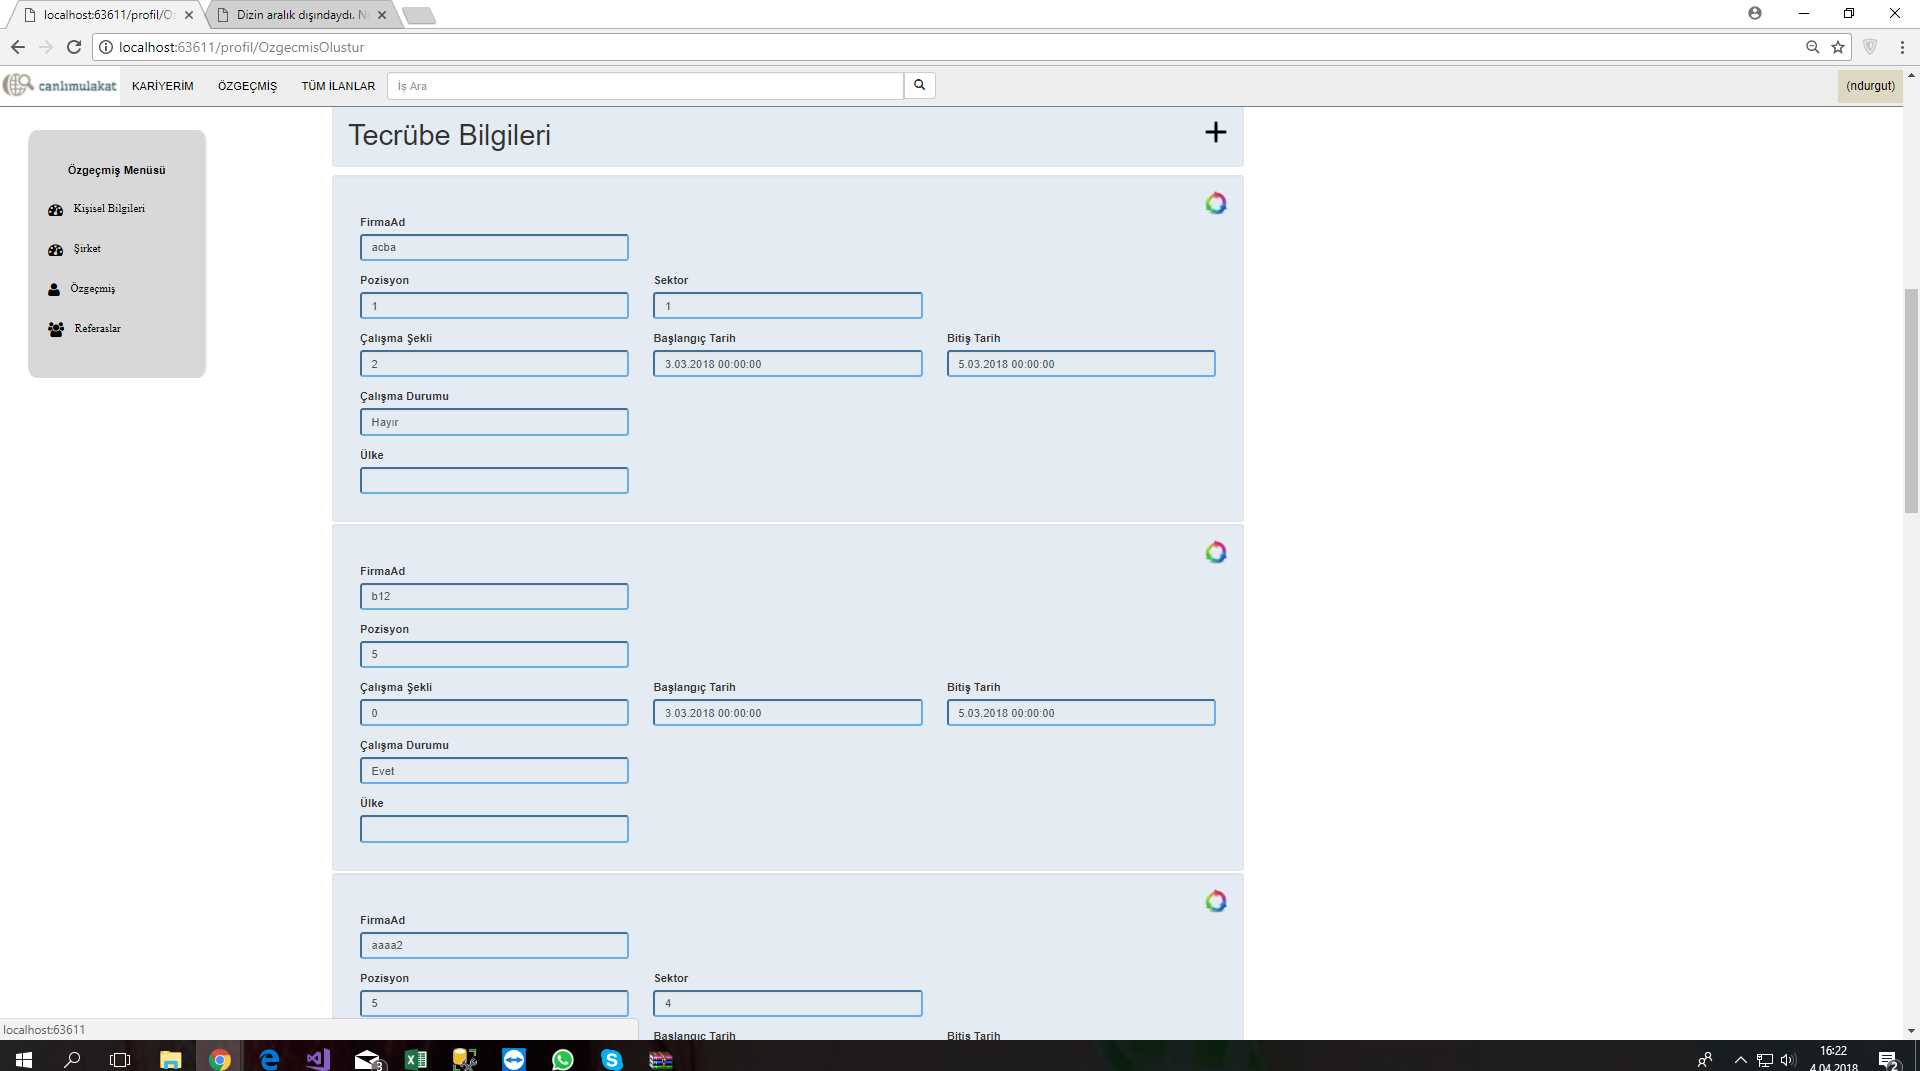 localhost:63611/profil/Oz
Dizin aralık dışındaydı. N
localhost:63611/profil/OzgecmisOlustur
canlımulakat
KARİYERİM
ÖZGEÇMİŞ
TÜM İLANLAR
İş Ara
(ndurgut)
Özgeçmiş Menüsü
Kişisel Bilgileri
Şirket
Özgeçmiş
Referaslar
Tecrübe Bilgileri
FirmaAd
acba
Pozisyon
Sektor
1
1
Çalışma Şekli
Başlangıç Tarih
Bitiş Tarih
2
3.03.2018 00:00:00
5.03.2018 00:00:00
Çalışma Durumu
Hayır
Ülke
FirmaAd
b12
Pozisyon
5
Çalışma Şekli
Başlangıç Tarih
Bitiş Tarih
0
3.03.2018 00:00:00
5.03.2018 00:00:00
Çalışma Durumu
Evet
Ülke
FirmaAd
aaaa2
Pozisyon
Sektor
5
4
Başlangıç Tarih
Bitiş Tarih
localhost:63611
3
16:22
4.04.2018
2